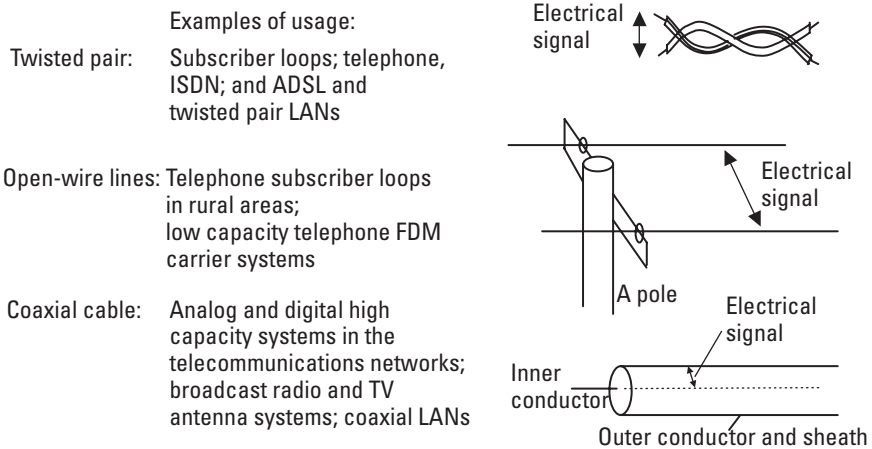 Examples of usage:
Twisted pair: Subscriber loops; telephone,
ISDN; and ADSL and
twisted pair LANs
Electrical
signal
Open-wire lines: Telephone subscriber loops
in rural areas;
low capacity telephone FDM
carrier systems
Electrical
signal
A pole
Coaxial cable: Analog and digital high
capacity systems in the
telecommunications networks;
broadcast radio and TV
antenna systems; coaxial LANs
Electrical
signal
Inner
conductor
Outer conductor and sheath